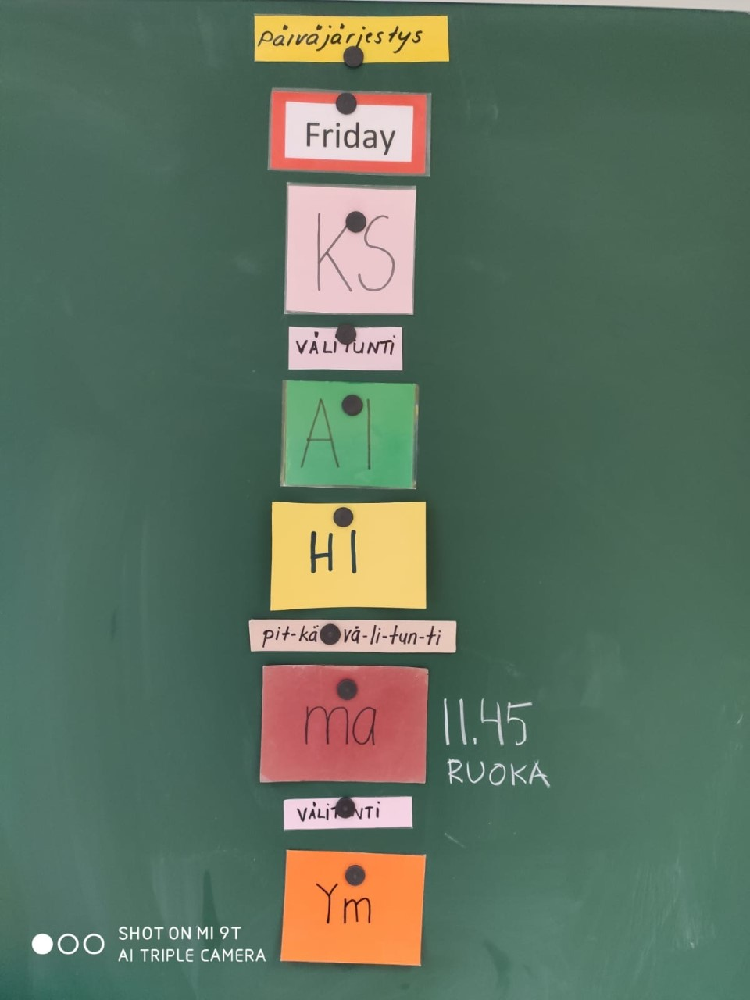 Päiväjärjestys
Friday
KS
VÄLITUNTI
AI
HI
pit-kä vä-li-tun-ti
ma
11.45
RUOKA
VÄLITUNTI
Ym
SHOT ON MI 9T
AI TRIPLE CAMERA